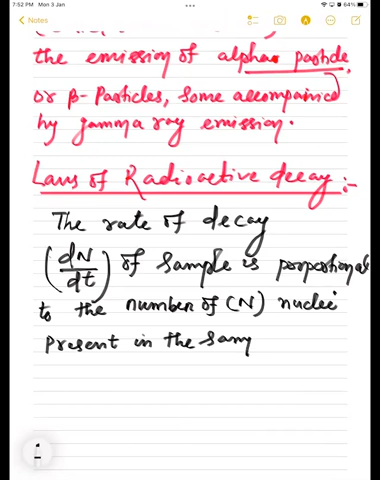 7:52 PM Mon 3 Jan
64%
Notes
the emission of alpha particle
or β-Particles, some accompained
by gamma ray emission.
Laws of Radioactive decay:-
The rate of decay
(dN/dt) of sample is proportional
to the number of (N) nuclei
present in the sam